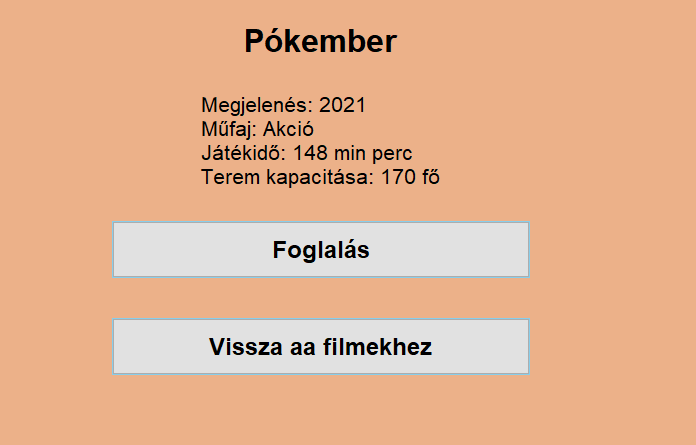 Pókember
Megjelenés: 2021
Műfaj: Akció
Játékidő: 148 min perc
Terem kapacitása: 170 fő
Foglalás
Vissza aa filmekhez